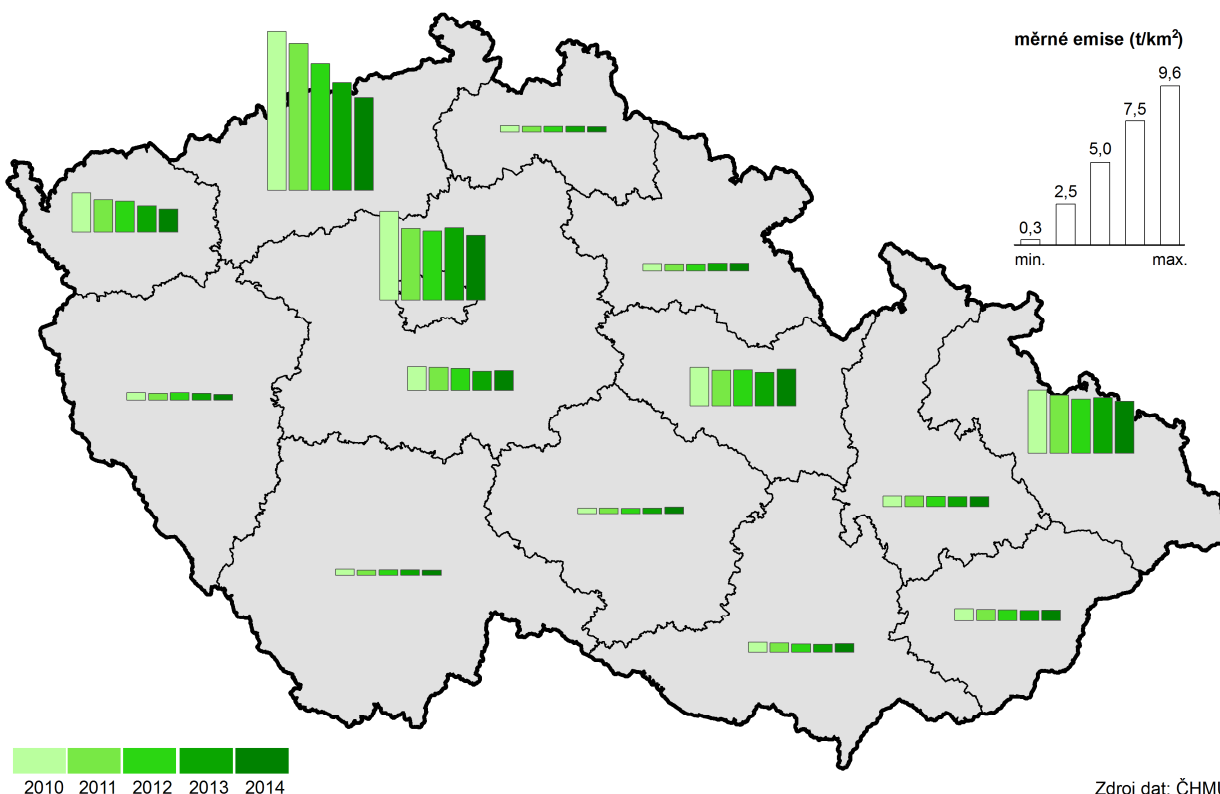 měrné emise (t/km²)
9,6
7,5
5,0
2,5
0,3
min. max.
2010 2011 2012 2013 2014
Zdroj dat: ČHMÚ